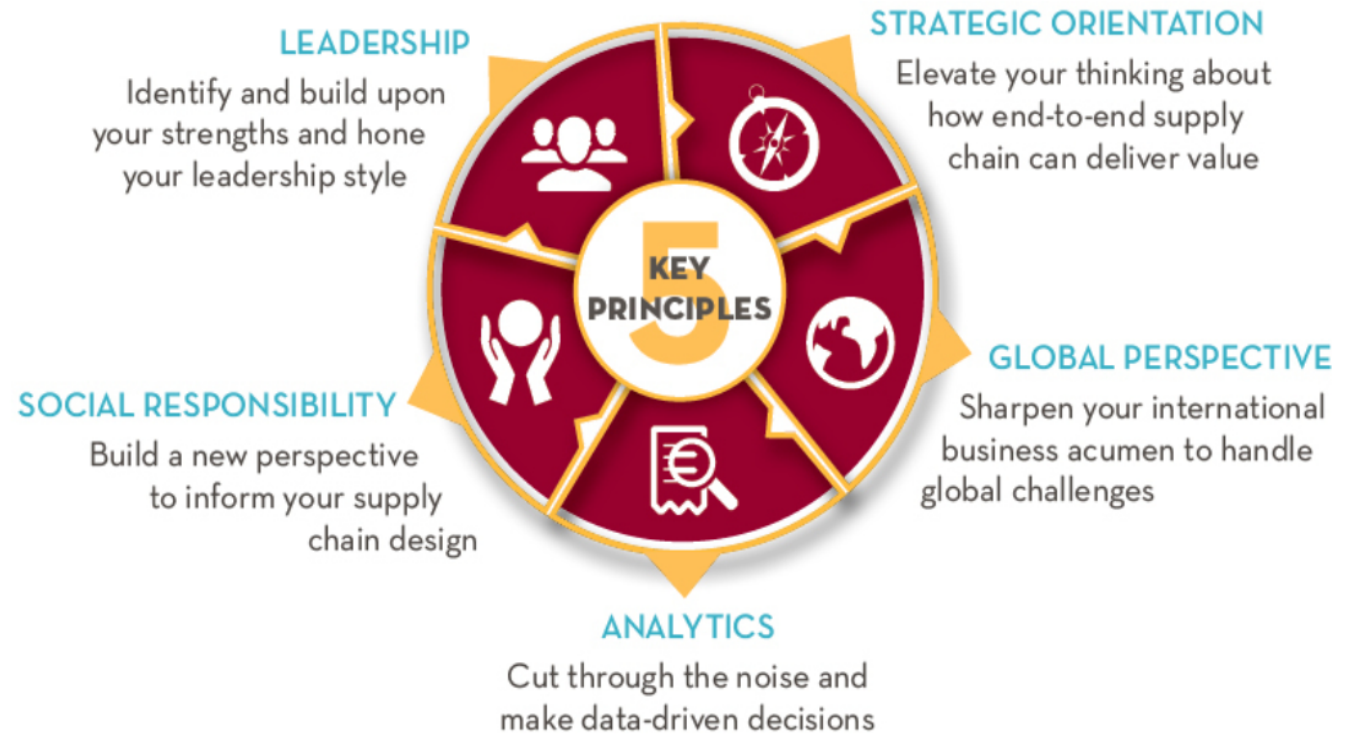 LEADERSHIP
Identify and build upon
your strengths and hone
your leadership style
STRATEGIC ORIENTATION
Elevate your thinking about
how end-to-end supply
chain can deliver value
5
KEY
PRINCIPLES
GLOBAL PERSPECTIVE
Sharpen your international
business acumen to handle
global challenges
SOCIAL RESPONSIBILITY
Build a new perspective
to inform your supply
chain design
ANALYTICS
Cut through the noise and
make data-driven decisions